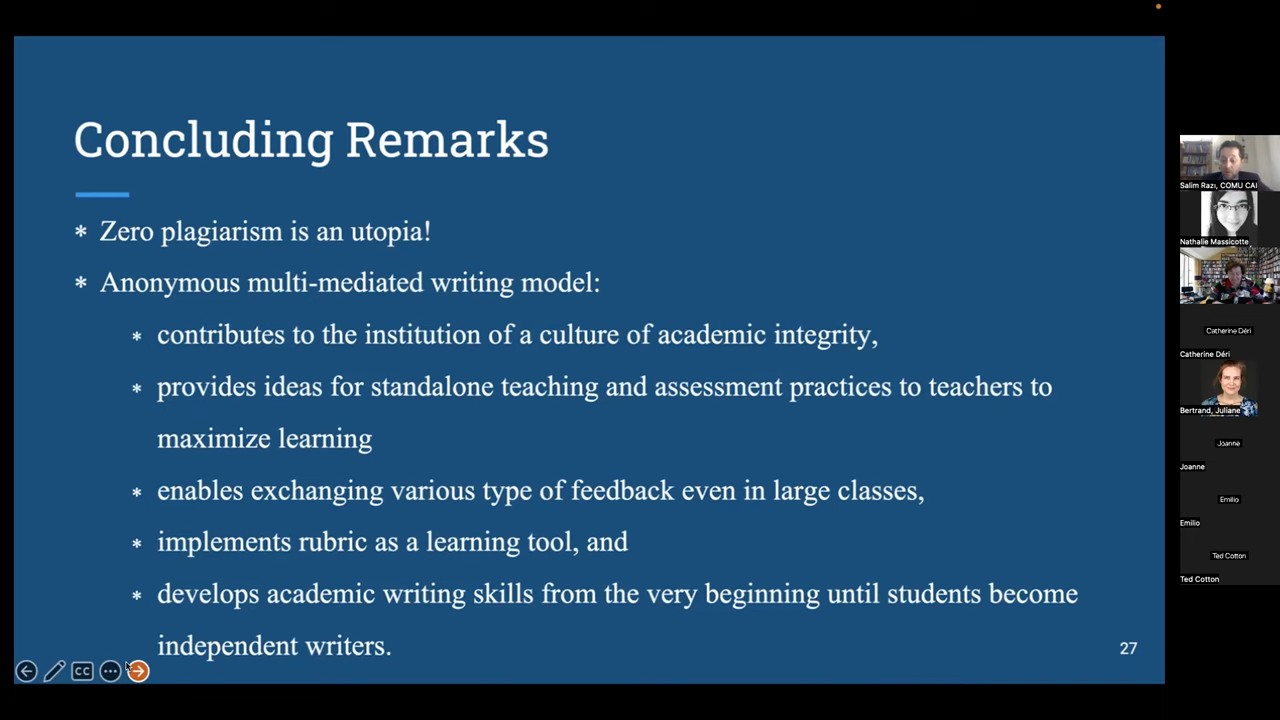 Concluding Remarks
* Zero plagiarism is an utopia!
* Anonymous multi-mediated writing model:
* contributes to the institution of a culture of academic integrity,
* provides ideas for standalone teaching and assessment practices to teachers to
maximize learning
* enables exchanging various type of feedback even in large classes,
* implements rubric as a learning tool, and
* develops academic writing skills from the very beginning until students become
independent writers.
27
CC
Salim Razı, COMU CAI
Nathalie Massicotte
Catherine Déri
Catherine Déri
Bertrand, Juliane
Joanne
Joanne
Emilio
Emilio
Ted Cotton
Ted Cotton